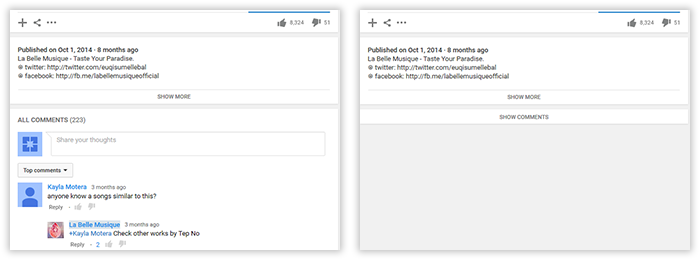 8,324 51
Published on Oct 1, 2014 · 8 months ago
La Belle Musique - Taste Your Paradise.
⊛ twitter: http://twitter.com/euqisumellebal
⊛ facebook: http://fb.me/labellemusiqueofficial
SHOW MORE
ALL COMMENTS (223)
Share your thoughts
Top comments
Kayla Motera 3 months ago
anyone know a songs similar to this?
Reply ·
La Belle Musique 3 months ago
+Kayla Motera Check other works by Tep No
Reply · 2
8,324 51
Published on Oct 1, 2014 · 8 months ago
La Belle Musique - Taste Your Paradise.
⊛ twitter: http://twitter.com/euqisumellebal
⊛ facebook: http://fb.me/labellemusiqueofficial
SHOW MORE
SHOW COMMENTS